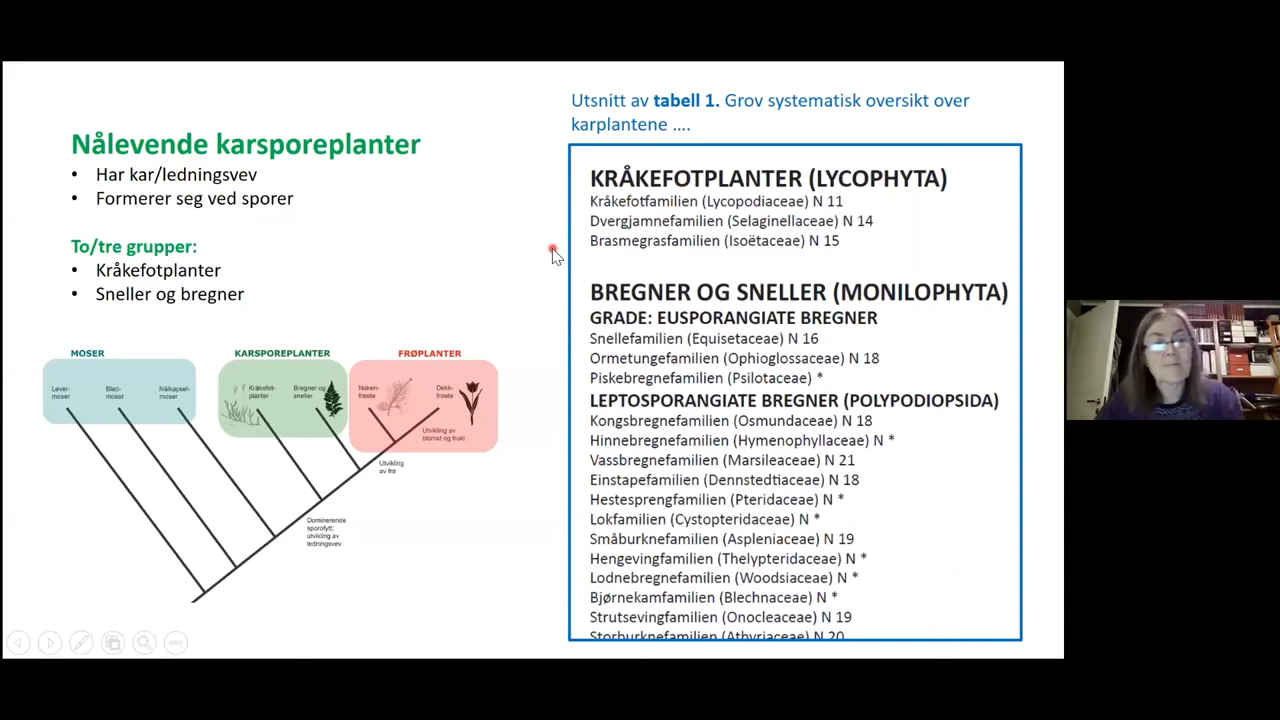 Nålevende karsporeplanter
• Har kar/ledningsvev
• Formerer seg ved sporer
To/tre grupper:
• Kråkefotplanter
• Sneller og bregner
MOSER
KARSPOREPLANTER
FRØPLANTER
Lever-
moser
Blad-
moser
Nålkapsel-
moser
Kråkefot-
planter
Bregner og
sneller
Naken-
frøete
Dekk-
frøete
Utvikling av
blomst og frukt
Utvikling
av frø
Dominerende
sporofytt;
utvikling av
ledningsvev
Utsnitt av tabell 1. Grov systematisk oversikt over
karplantene ....
KRÅKEFOTPLANTER (LYCOPHYTA)
Kråkefotfamilien (Lycopodiaceae) N 11
Dvergjamnefamilien (Selaginellaceae) N 14
Brasmegrasfamilien (Isoëtaceae) N 15
BREGNER OG SNELLER (MONILOPHYTA)
GRADE: EUSPORANGIATE BREGNER
Snellefamilien (Equisetaceae) N 16
Ormetungefamilien (Ophioglossaceae) N 18
Piskebregnefamilien (Psilotaceae) *
LEPTOSPORANGIATE BREGNER (POLYPODIOPSIDA)
Kongsbregnefamilien (Osmundaceae) N 18
Hinnebregnefamilien (Hymenophyllaceae) N *
Vassbregnefamilien (Marsileaceae) N 21
Einstapefamilien (Dennstedtiaceae) N 18
Hestesprengfamilien (Pteridaceae) N *
Lokfamilien (Cystopteridaceae) N *
Småburknefamilien (Aspleniaceae) N 19
Hengevingfamilien (Thelypteridaceae) N *
Lodnebregnefamilien (Woodsiaceae) N *
Bjørnekamfamilien (Blechnaceae) N *
Strutsevingfamilien (Onocleaceae) N 19
Storburknefamilien (Athyriaceae) N 20